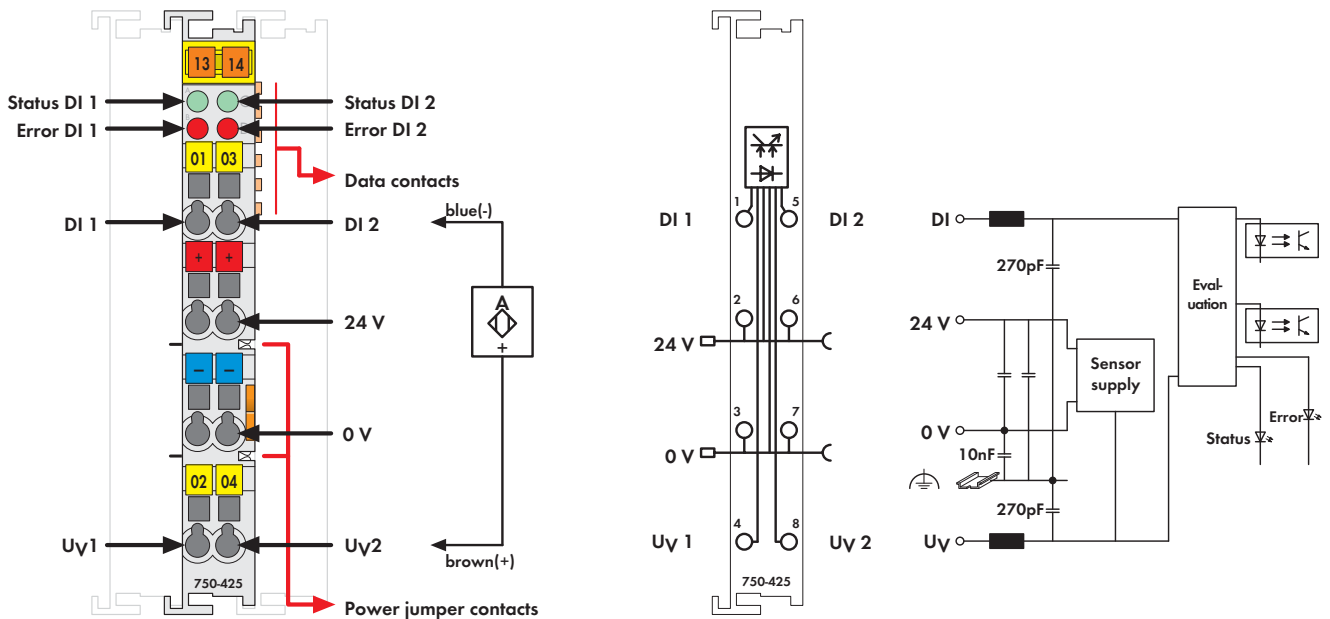 13 14
A C
Status DI 1
Status DI 2
B D
Error DI 1
Error DI 2
01 03
Data contacts
DI 1
DI 2
blue(-)
+ +
A
+
24 V
– –
0 V
02 04
UV1
UV2
brown(+)
750-425
Power jumper contacts
1 5
DI 1
DI 2
2 6
24 V
3 7
0 V
4 8
UV 1
UV 2
750-425
DI
270pF
Eval-
uation
24 V
Sensor
supply
Error
0 V
Status
10nF
270pF
UV